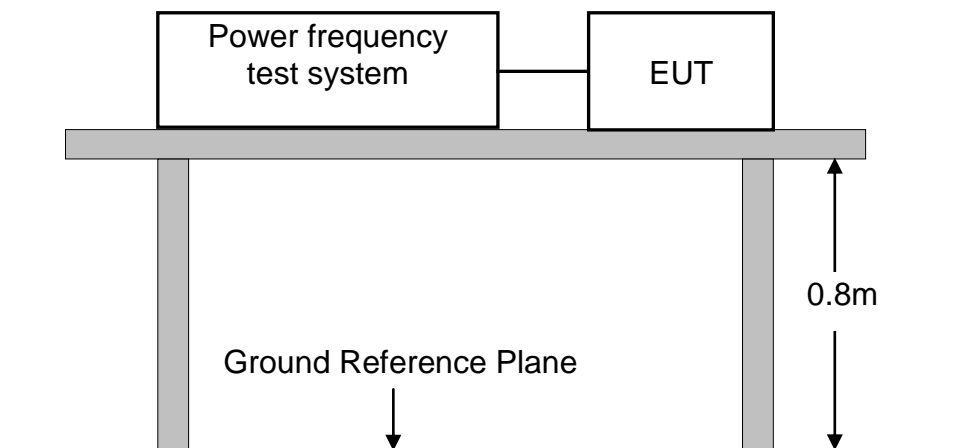 Power frequency
test system
EUT
0.8m
Ground Reference Plane